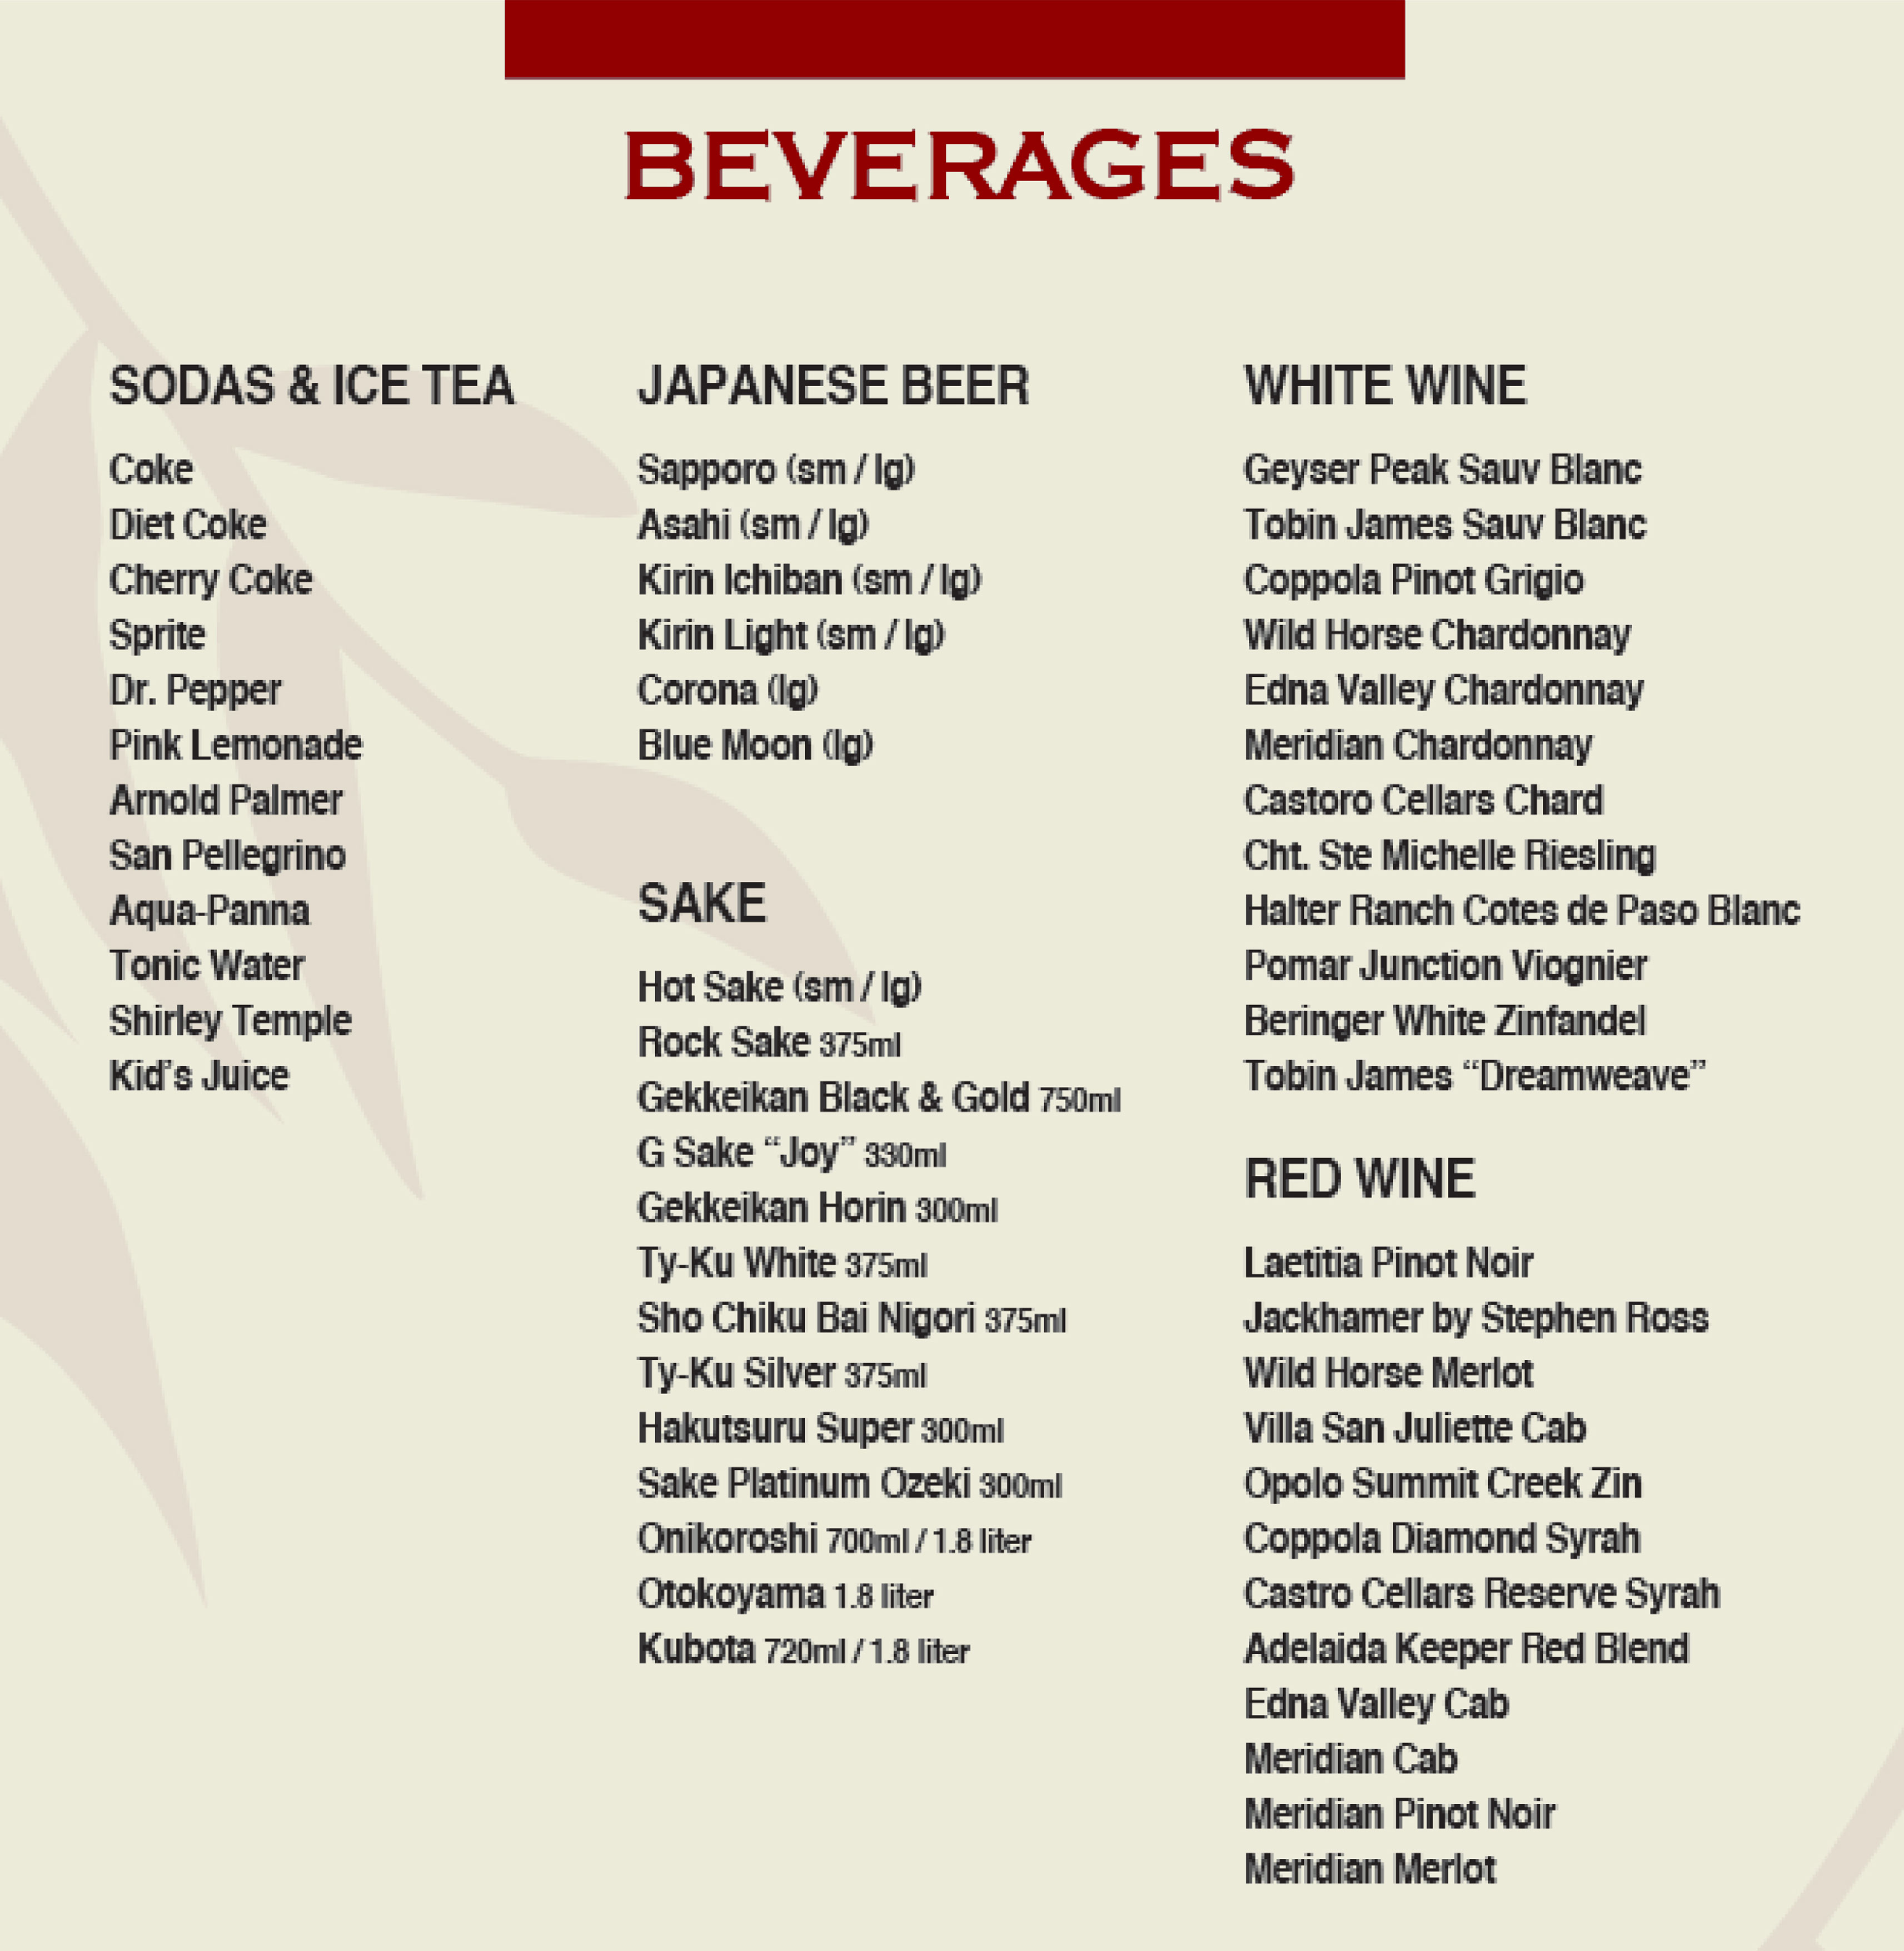 BEVERAGES
SODAS & ICE TEA
Coke
Diet Coke
Cherry Coke
Sprite
Dr. Pepper
Pink Lemonade
Arnold Palmer
San Pellegrino
Aqua-Panna
Tonic Water
Shirley Temple
Kid's Juice
JAPANESE BEER
Sapporo (sm / lg)
Asahi (sm / lg)
Kirin Ichiban (sm / lg)
Kirin Light (sm / lg)
Corona (lg)
Blue Moon (lg)
SAKE
Hot Sake (sm / lg)
Rock Sake 375ml
Gekkeikan Black & Gold 750ml
G Sake “Joy” 330ml
Gekkeikan Horin 300ml
Ty-Ku White 375ml
Sho Chiku Bai Nigori 375ml
Ty-Ku Silver 375ml
Hakutsuru Super 300ml
Sake Platinum Ozeki 300ml
Onikoroshi 700ml / 1.8 liter
Otokoyama 1.8 liter
Kubota 720ml / 1.8 liter
WHITE WINE
Geyser Peak Sauv Blanc
Tobin James Sauv Blanc
Coppola Pinot Grigio
Wild Horse Chardonnay
Edna Valley Chardonnay
Meridian Chardonnay
Castoro Cellars Chard
Cht. Ste Michelle Riesling
Halter Ranch Cotes de Paso Blanc
Pomar Junction Viognier
Beringer White Zinfandel
Tobin James “Dreamweave”
RED WINE
Laetitia Pinot Noir
Jackhamer by Stephen Ross
Wild Horse Merlot
Villa San Juliette Cab
Opolo Summit Creek Zin
Coppola Diamond Syrah
Castro Cellars Reserve Syrah
Adelaida Keeper Red Blend
Edna Valley Cab
Meridian Cab
Meridian Pinot Noir
Meridian Merlot